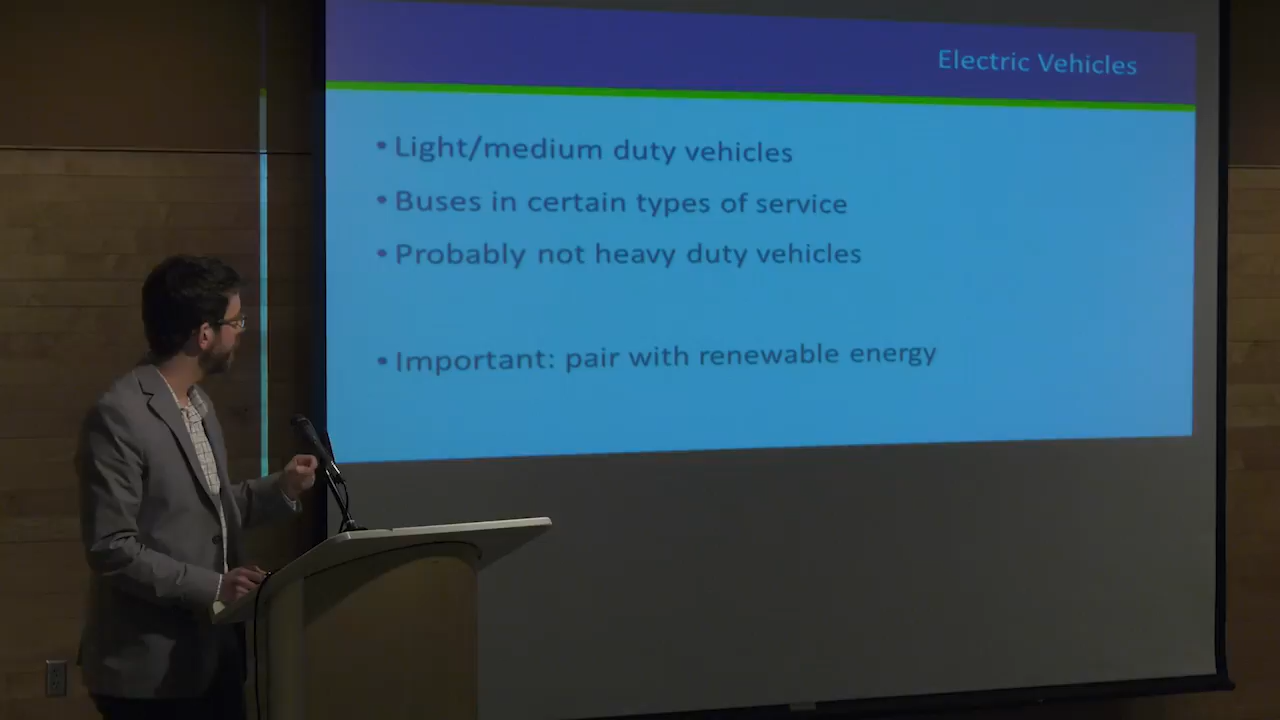 Electric Vehicles
• Light/medium duty vehicles
• Buses in certain types of service
• Probably not heavy duty vehicles
• Important: pair with renewable energy